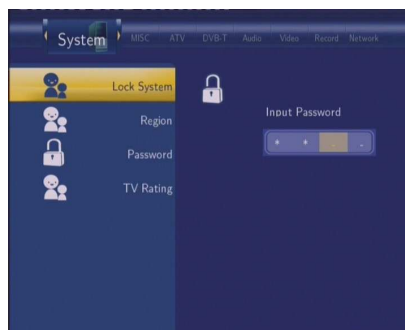 System MISC ATV DVB-T Audio Video Record Network
Lock System
Region
Password
TV Rating
Input Password
* * . .